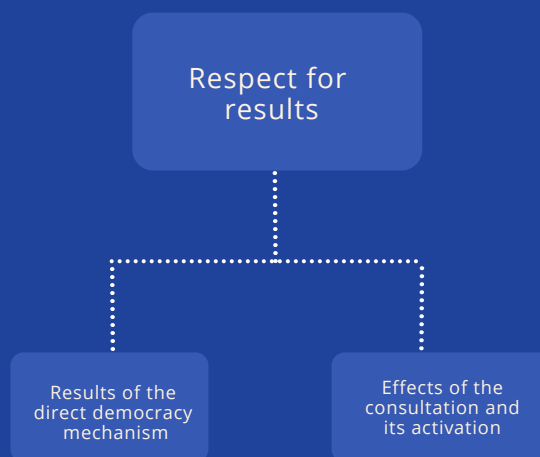 Respect for
results
Results of the
direct democracy
mechanism
Effects of the
consultation and
its activation